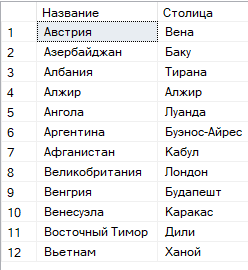 Название Столица
1 Австрия Вена
2 Азербайджан Баку
3 Албания Тирана
4 Алжир Алжир
5 Ангола Луанда
6 Аргентина Буэнос-Айрес
7 Афганистан Кабул
8 Великобритания Лондон
9 Венгрия Будапешт
10 Венесуэла Каракас
11 Восточный Тимор Дили
12 Вьетнам Ханой